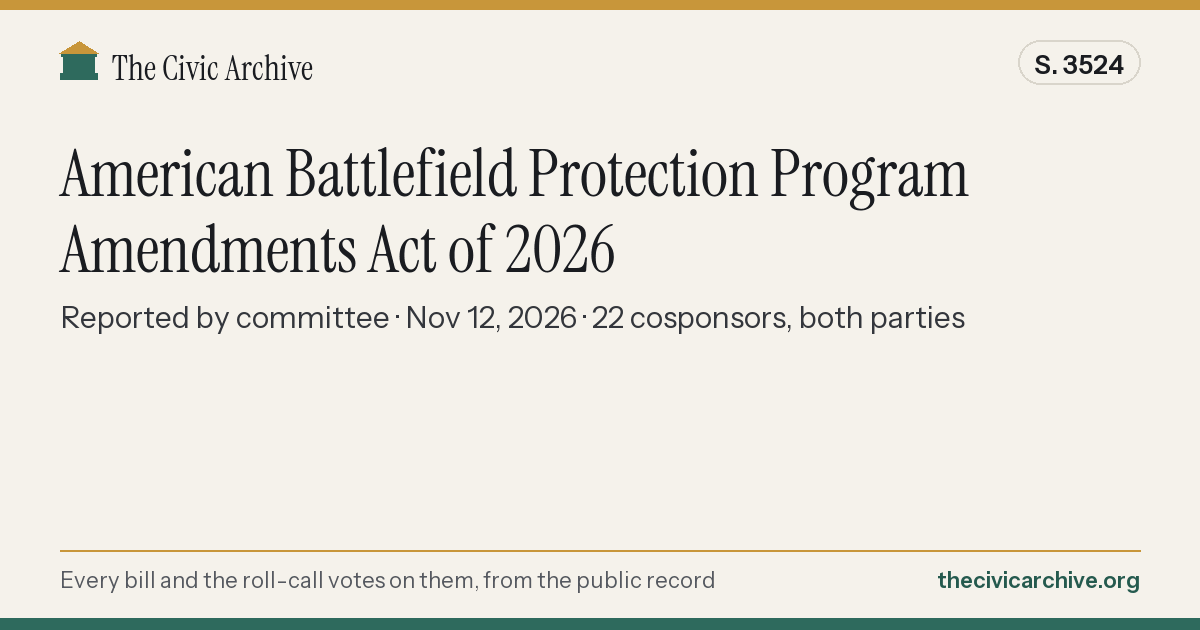 The Civic Archive
S. 3524
American Battlefield Protection Program
Amendments Act of 2026
Reported by committee · Nov 12, 2026 · 22 cosponsors, both parties
Every bill and the roll-call votes on them, from the public record
thecivicarchive.org